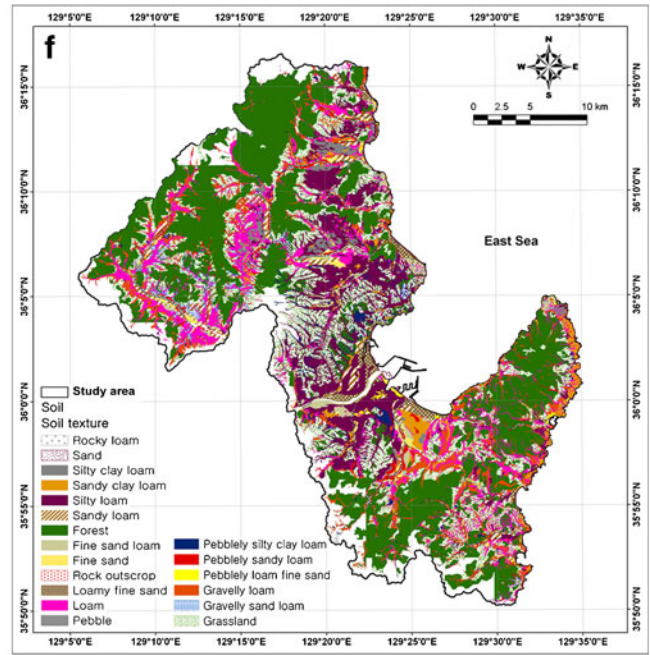 129°5'0"E 129°10'0"E 129°15'0"E 129°20'0"E 129°25'0"E 129°30'0"E 129°35'0"E
f
N
W E
S
0 2.5 5 10 km
36°15'0"N 36°15'0"N
36°10'0"N 36°10'0"N
East Sea
36°5'0"N 36°5'0"N
36°0'0"N 36°0'0"N
35°55'0"N 35°55'0"N
35°50'0"N 35°50'0"N
Study area
Soil
Soil texture
Rocky loam
Sand
Silty clay loam
Sandy clay loam
Silty loam
Sandy loam
Forest
Fine sand loam
Fine sand
Rock outscrop
Loamy fine sand
Loam
Pebble
Pebblely silty clay loam
Pebblely sandy loam
Pebblely loam fine sand
Gravelly loam
Gravelly sand loam
Grassland
129°5'0"E 129°10'0"E 129°15'0"E 129°20'0"E 129°25'0"E 129°30'0"E 129°35'0"E